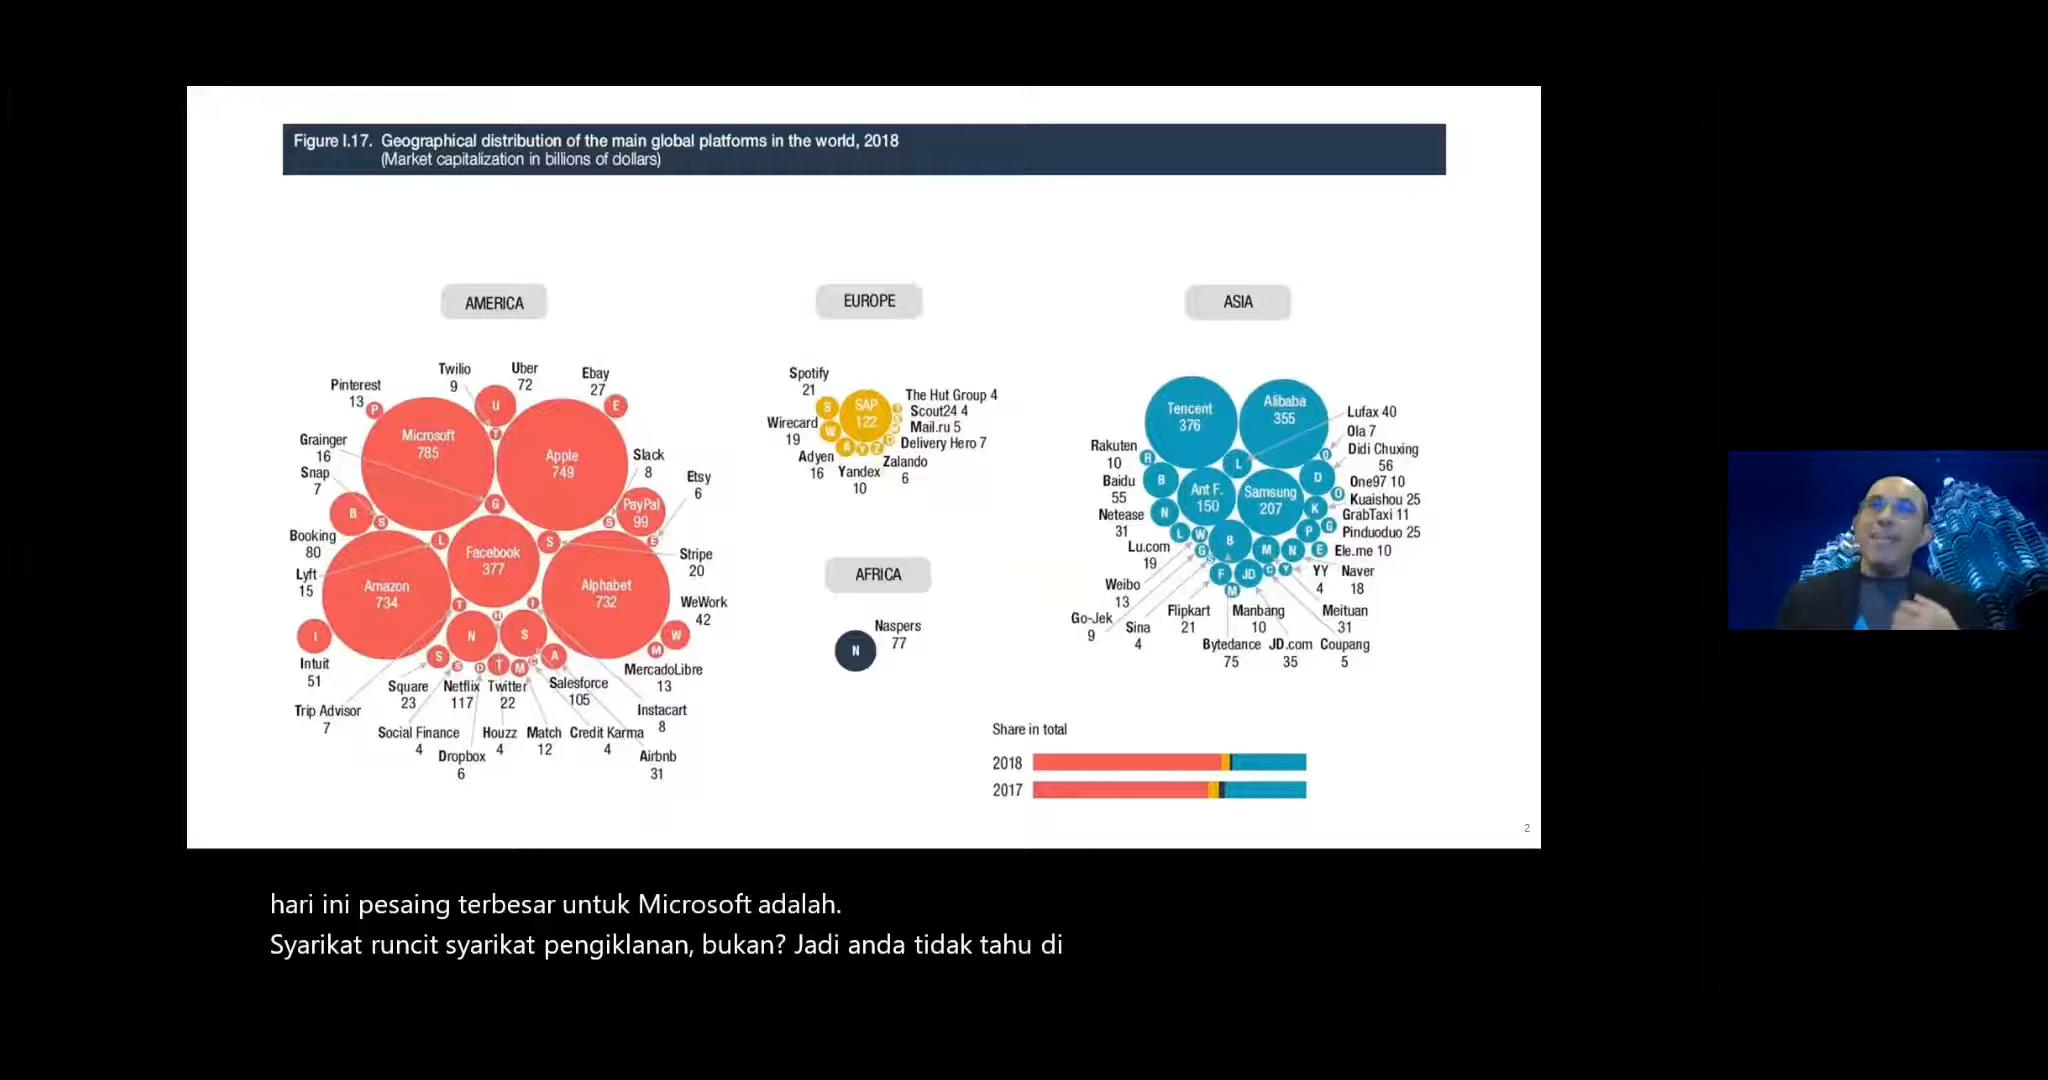 Figure I.17. Geographical distribution of the main global platforms in the world, 2018
(Market capitalization in billions of dollars)
AMERICA
Twilio
9
Uber
72
Ebay
27
Pinterest
13
P
U
E
T
Microsoft
785
Apple
749
Grainger
16
Slack
8
Snap
7
Etsy
6
G
PayPal
99
B
S
S
Booking
80
L
Facebook
377
S
E
Stripe
20
Lyft
15
Amazon
734
Alphabet
732
WeWork
42
T
H
I
I
N
S
W
M
Intuit
51
S
S
D
T
M
C
A
MercadoLibre
13
Square
23
Netflix
117
Twitter
22
Salesforce
105
Trip Advisor
7
Instacart
8
Social Finance
4
Houzz
4
Match
12
Credit Karma
4
Dropbox
6
Airbnb
31
EUROPE
Spotify
21
SAP
122
The Hut Group 4
Scout24 4
Mail.ru 5
Delivery Hero 7
S
W
A
Y
Z
D
Wirecard
19
Adyen
16
Yandex
10
Zalando
6
AFRICA
N
Naspers
77
ASIA
Tencent
376
Alibaba
355
Lufax 40
Ola 7
Didi Chuxing
56
One97 10
Kuaishou 25
GrabTaxi 11
Pinduoduo 25
Ele.me 10
Rakuten
10
R
L
O
Baidu
55
B
Ant F.
150
Samsung
207
D
O
Netease
31
N
K
L
W
B
P
G
G
M
N
E
Lu.com
19
F
JD
C
Y
YY
4
Naver
18
M
Weibo
13
Go-Jek
9
Sina
4
Flipkart
21
Manbang
10
Meituan
31
Bytedance
75
JD.com
35
Coupang
5
Share in total
2018
2017
2
hari ini pesaing terbesar untuk Microsoft adalah.
Syarikat runcit syarikat pengiklanan, bukan? Jadi anda tidak tahu di